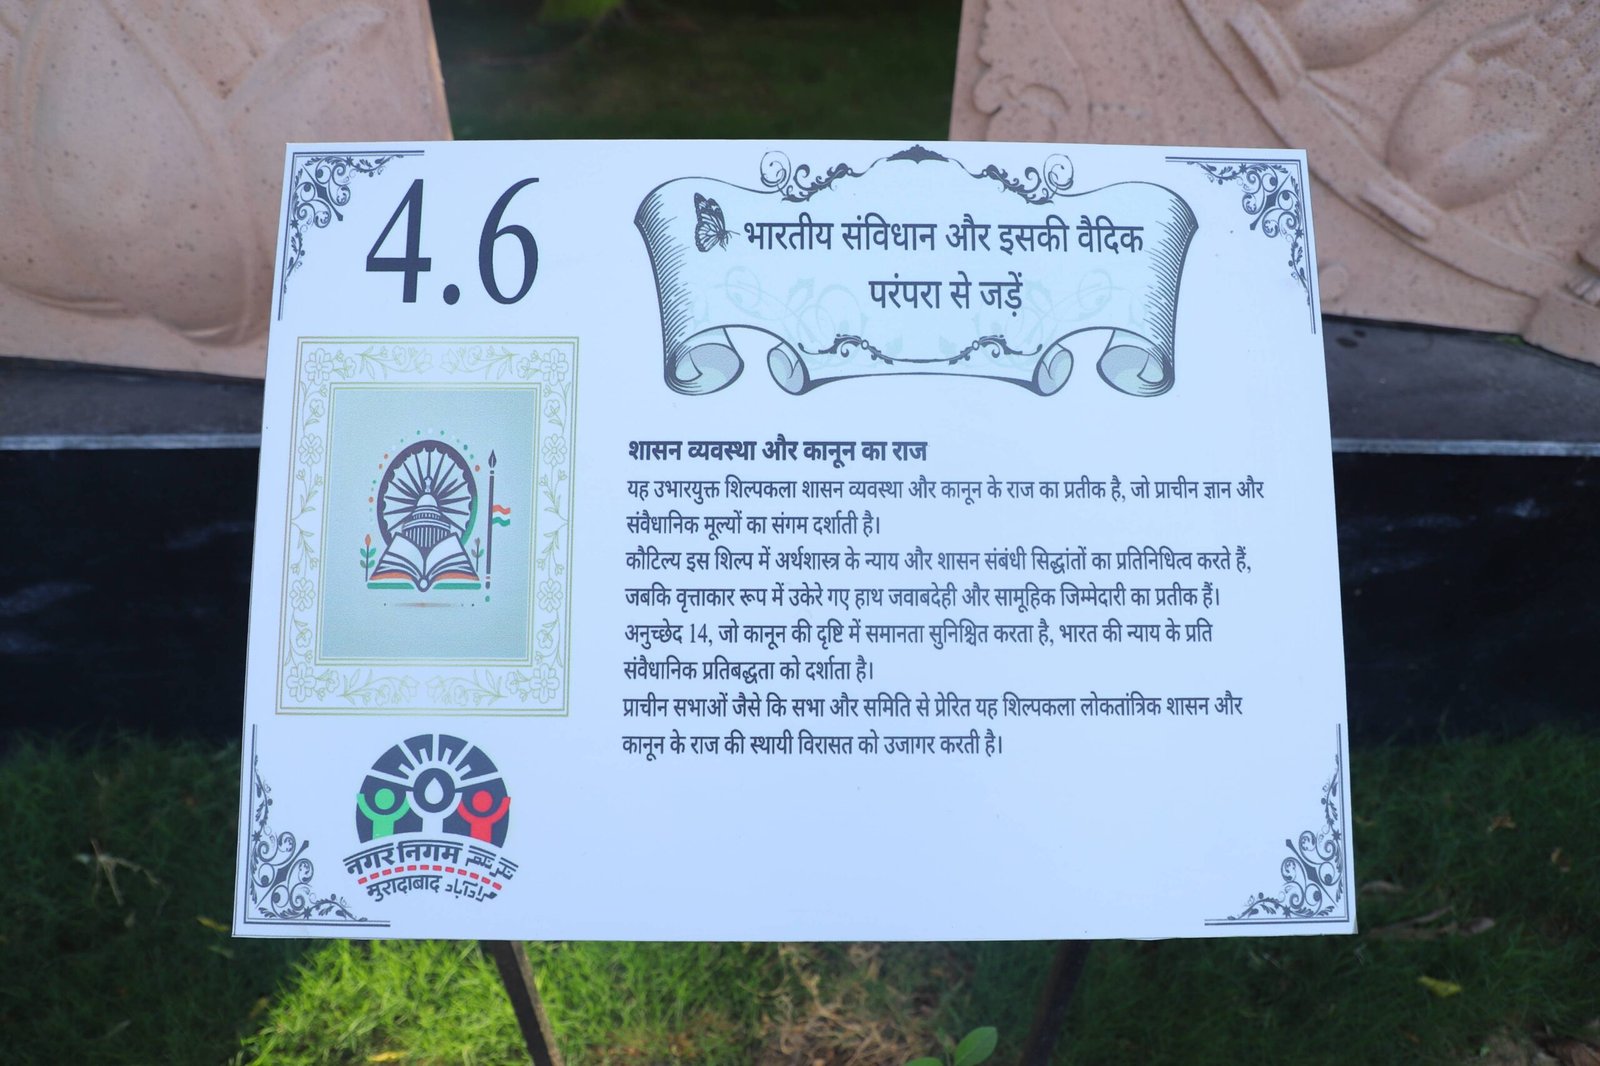 4.6
भारतीय संविधान और इसकी वैदिक
परंपरा से जड़ें
शासन व्यवस्था और कानून का राज
यह उभारयुक्त शिल्पकला शासन व्यवस्था और कानून के राज का प्रतीक है, जो प्राचीन ज्ञान और
संवैधानिक मूल्यों का संगम दर्शाती है।
कौटिल्य इस शिल्प में अर्थशास्त्र के न्याय और शासन संबंधी सिद्धांतों का प्रतिनिधित्व करते हैं,
जबकि वृत्ताकार रूप में उकेरे गए हाथ जवाबदेही और सामूहिक जिम्मेदारी का प्रतीक हैं।
अनुच्छेद 14, जो कानून की दृष्टि में समानता सुनिश्चित करता है, भारत की न्याय के प्रति
संवैधानिक प्रतिबद्धता को दर्शाता है।
प्राचीन सभाओं जैसे कि सभा और समिति से प्रेरित यह शिल्पकला लोकतांत्रिक शासन और
कानून के राज की स्थायी विरासत को उजागर करती है।
नगर निगम
मुरादाबाद مرادآباد